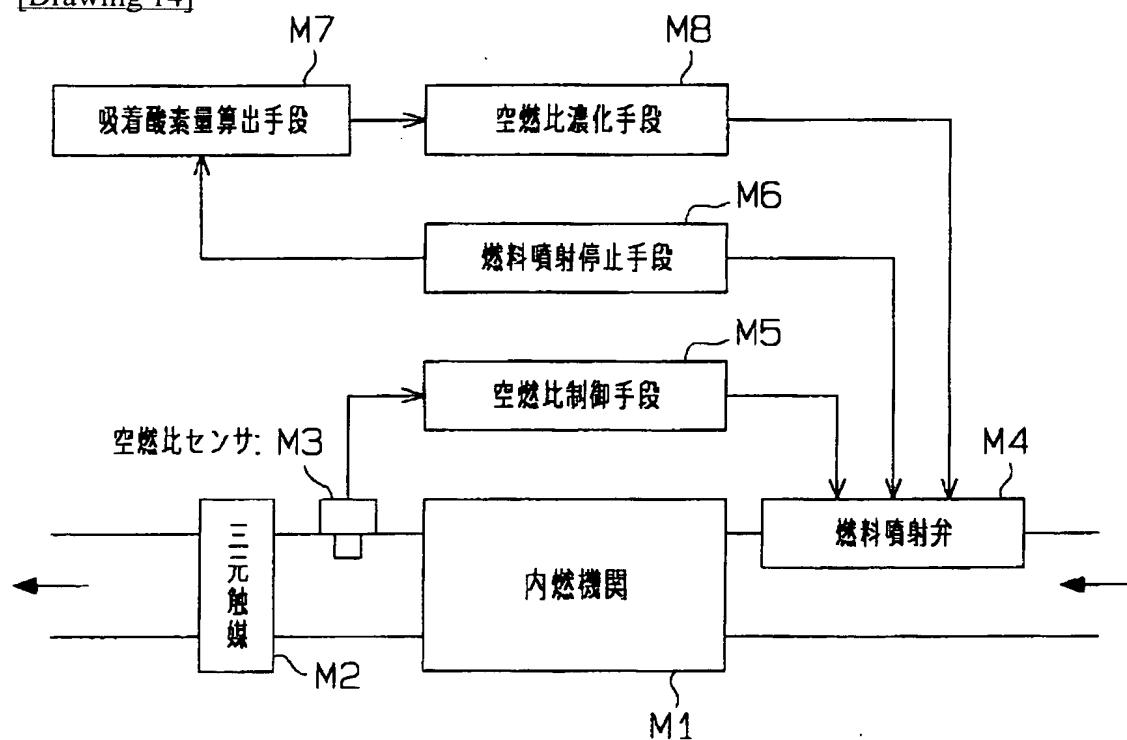 [Drawing 14]
M7
M8
吸着酸素量算出手段
空燃比濃化手段
M6
燃料噴射停止手段
M5
空燃比制御手段
空燃比センサ: M3
M4
燃料噴射弁
三元触媒
内燃機関
M2
M1